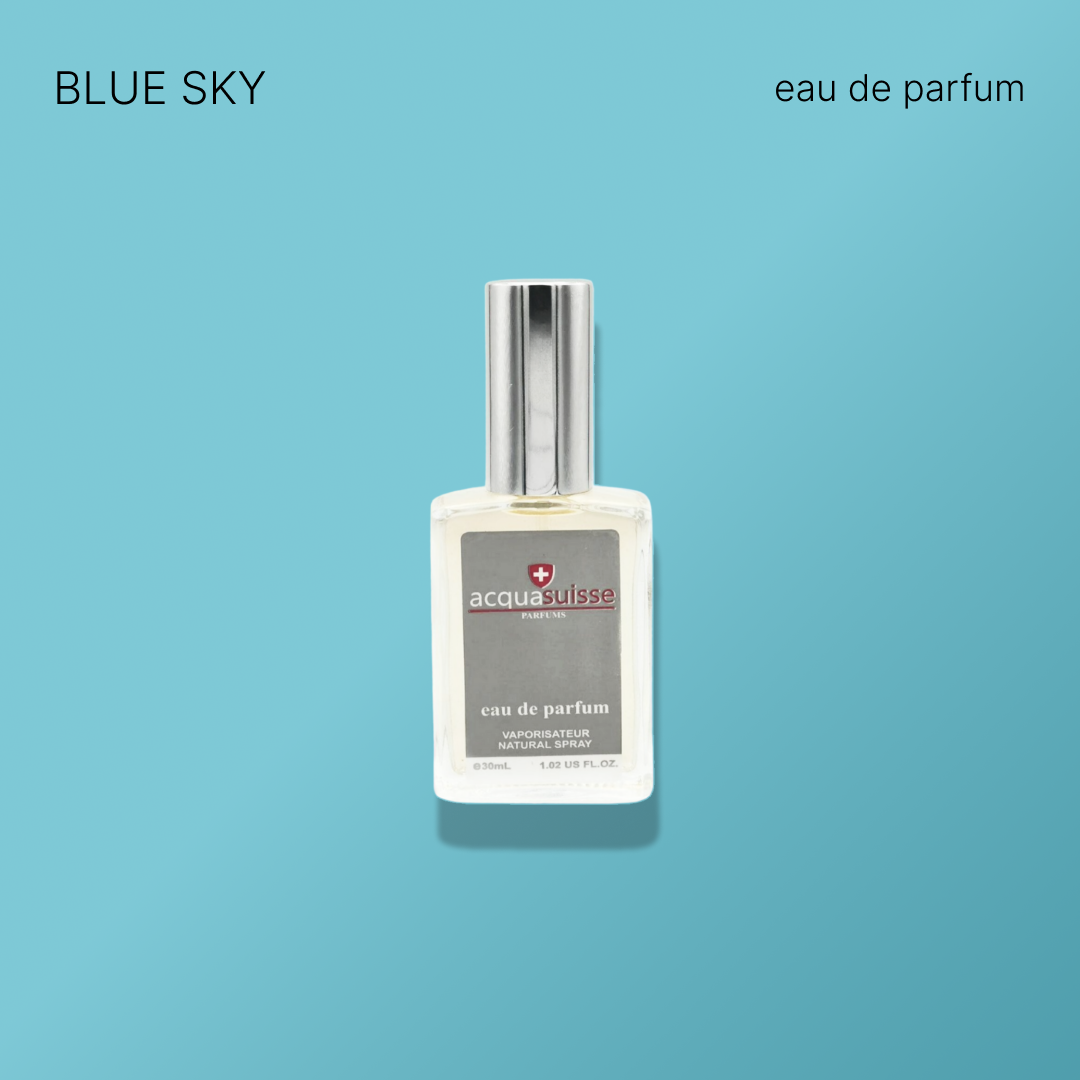 BLUE SKY
eau de parfum
acquasuisse
PARFUMS
eau de parfum
VAPORISATEUR
NATURAL SPRAY
℮30mL 1.02 US FL.OZ.